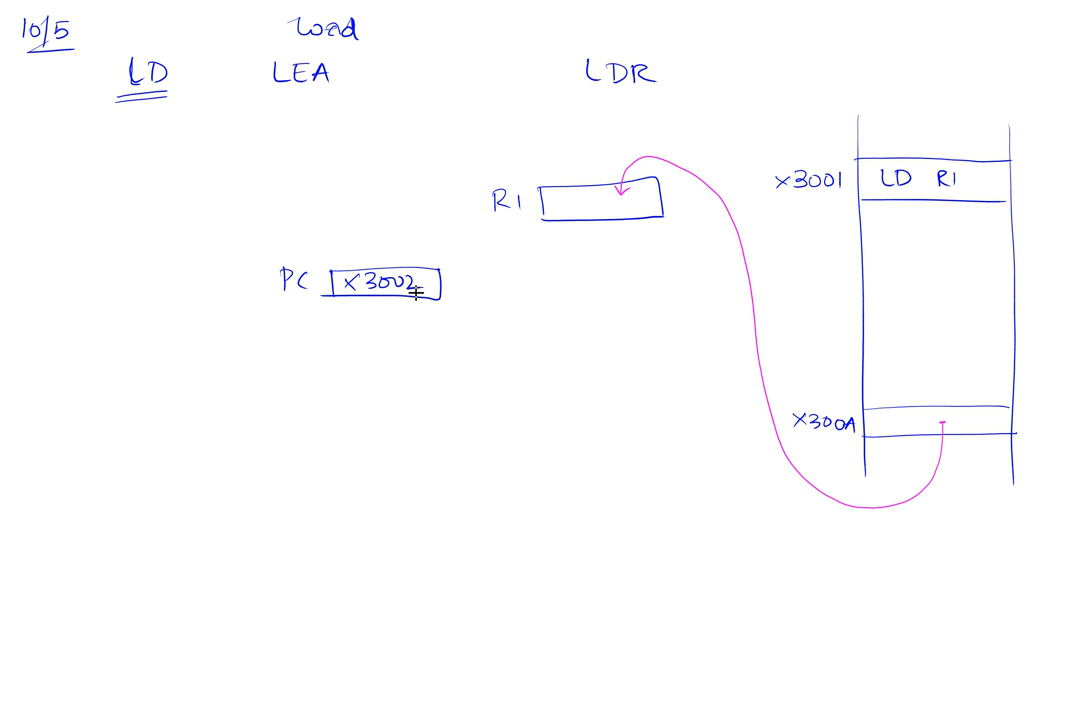 10/5
Load
LD LEA LDR
x3001 LD R1
R1
PC x3002
x300A